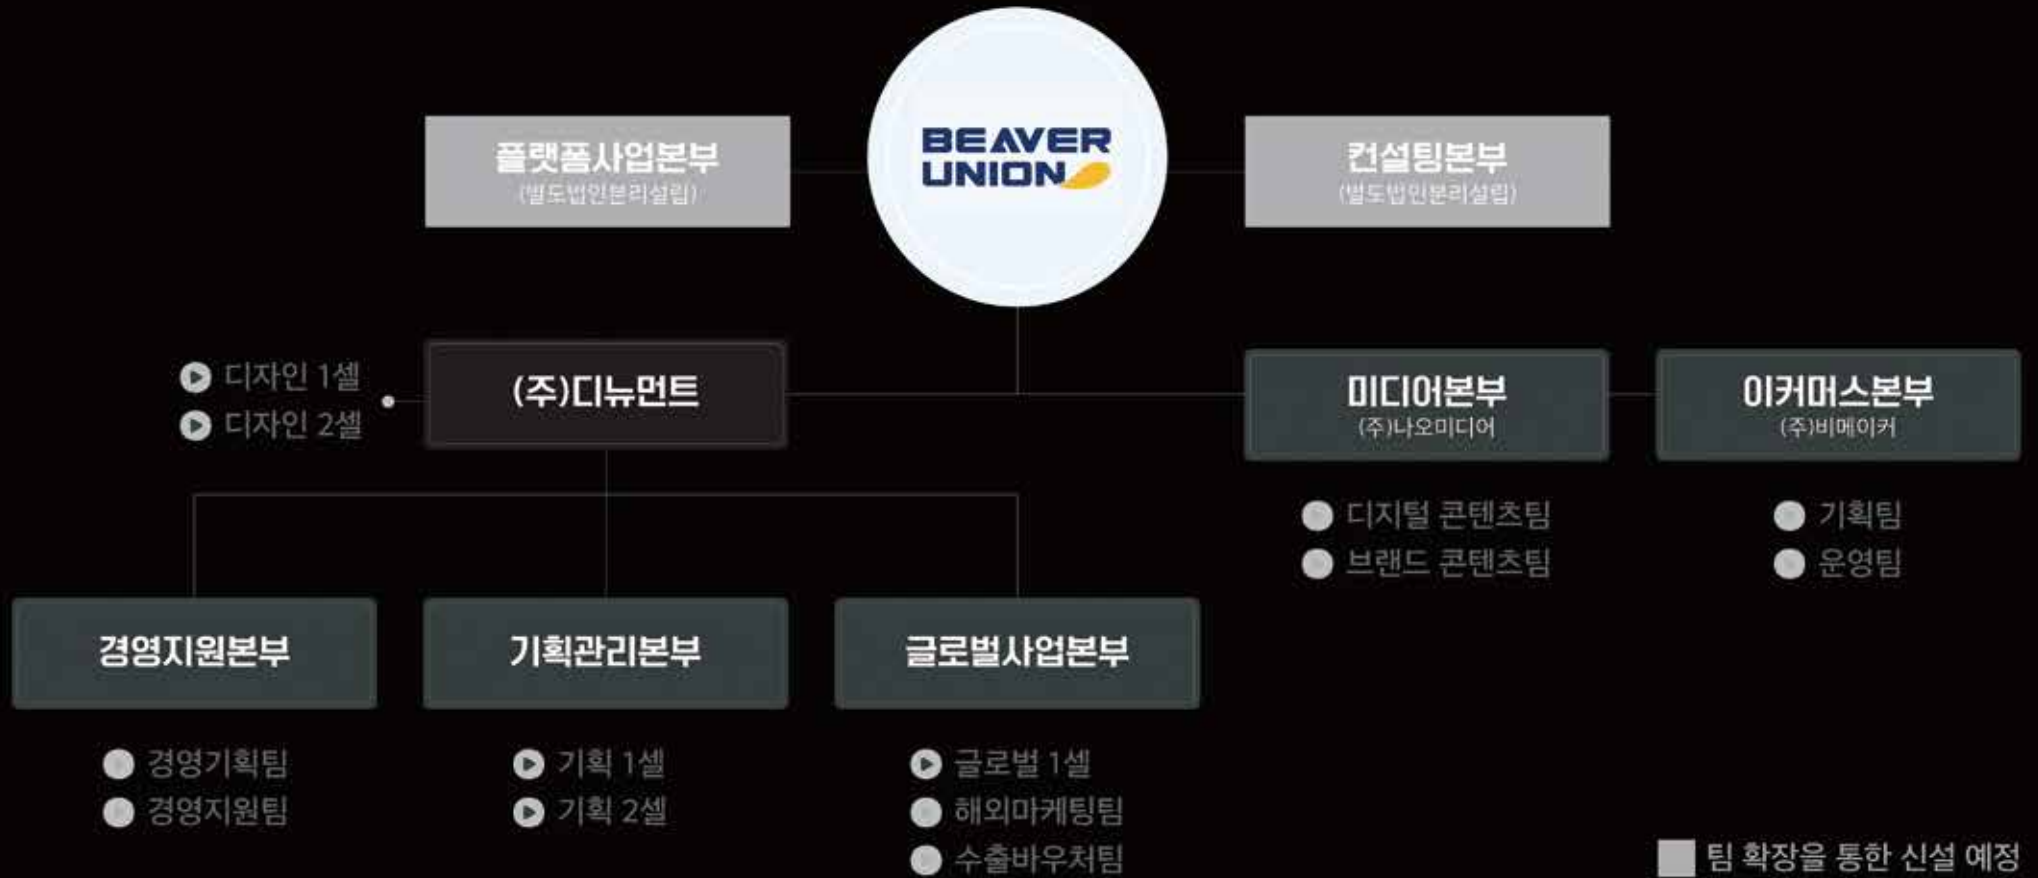 BEAVER
UNION
플랫폼사업본부
(별도법인분리설립)
컨설팅본부
(별도법인분리설립)
디자인 1셀
디자인 2셀
(주)디뉴먼트
미디어본부
(주)나오미디어
이커머스본부
(주)비메이커
디지털 콘텐츠팀
브랜드 콘텐츠팀
기획팀
운영팀
경영지원본부
기획관리본부
글로벌사업본부
경영기획팀
경영지원팀
기획 1셀
기획 2셀
글로벌 1셀
해외마케팅팀
수출바우처팀
팀 확장을 통한 신설 예정